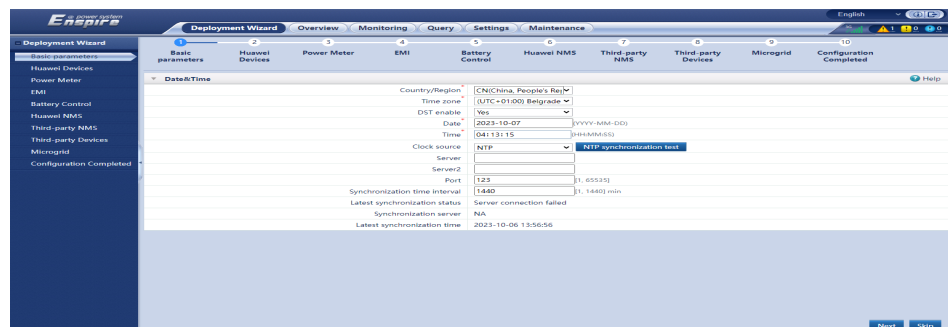 English
Enspire
power system
Deployment Wizard Overview Monitoring Query Settings Maintenance
1 0 0
Deployment Wizard
Basic parameters
Huawei Devices
Power Meter
EMI
Battery Control
Huawei NMS
Third-party NMS
Third-party Devices
Microgrid
Configuration Completed
1 2 3 4 5 6 7 8 9 10
Basic parameters Huawei Devices Power Meter EMI Battery Control Huawei NMS Third-party NMS Third-party Devices Microgrid Configuration Completed
Date&Time Help
Country/Region * CN(China, People's Rep
Time zone * (UTC+01:00) Belgrade
DST enable Yes
Date * 2023-10-07 (YYYY-MM-DD)
Time * 04:13:15 (HH:MM:SS)
Clock source NTP NTP synchronization test
Server
Server2
Port 123 [1, 65535]
Synchronization time interval 1440 [1, 1440] min
Latest synchronization status Server connection failed
Synchronization server NA
Latest synchronization time 2023-10-06 13:56:56
Next Skip